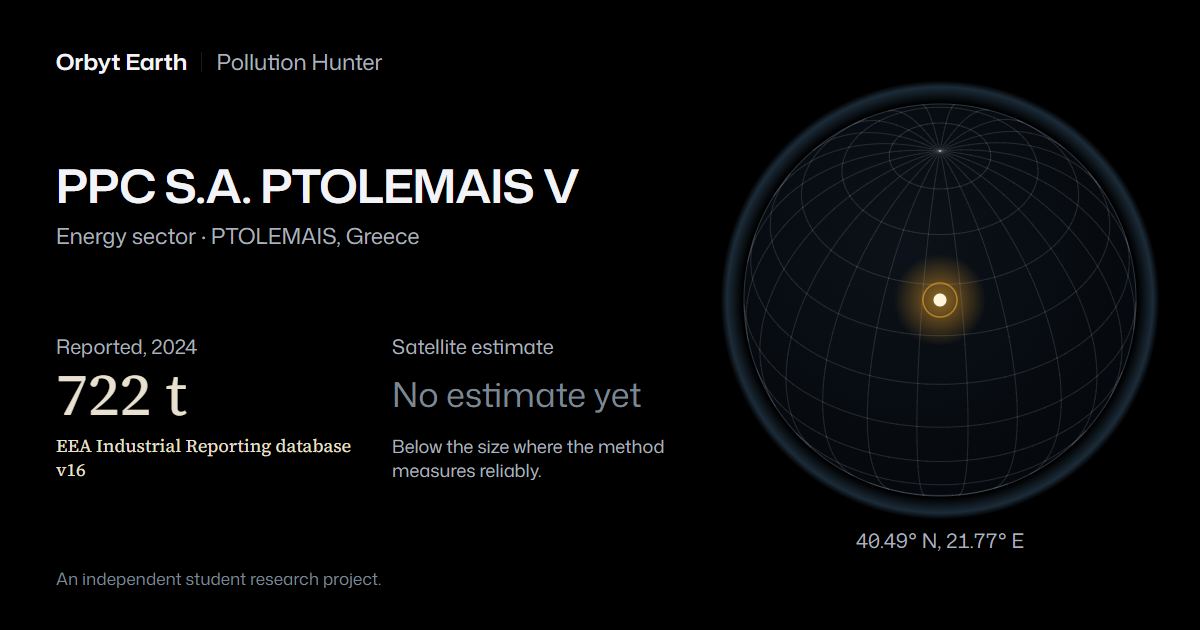 Orbyt Earth | Pollution Hunter
PPC S.A. PTOLEMAIS V
Energy sector · PTOLEMAIS, Greece
Reported, 2024
722 t
EEA Industrial Reporting database
v16
Satellite estimate
No estimate yet
Below the size where the method
measures reliably.
40.49° N, 21.77° E
An independent student research project.